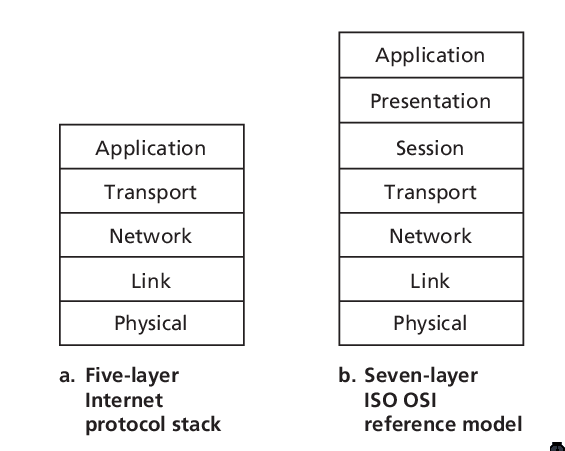 Application
Transport
Network
Link
Physical
a. Five-layer
Internet
protocol stack
Application
Presentation
Session
Transport
Network
Link
Physical
b. Seven-layer
ISO OSI
reference model